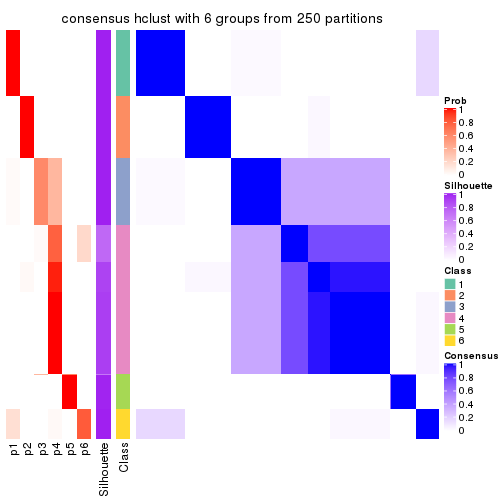 consensus hclust with 6 groups from 250 partitions
Prob
1
0.8
0.6
0.4
0.2
0
Silhouette
1
0.8
0.6
0.4
0.2
0
Class
1
2
3
4
5
6
Consensus
1
0.8
0.6
0.4
0.2
0
p1
p2
p3
p4
p5
p6
Silhouette
Class